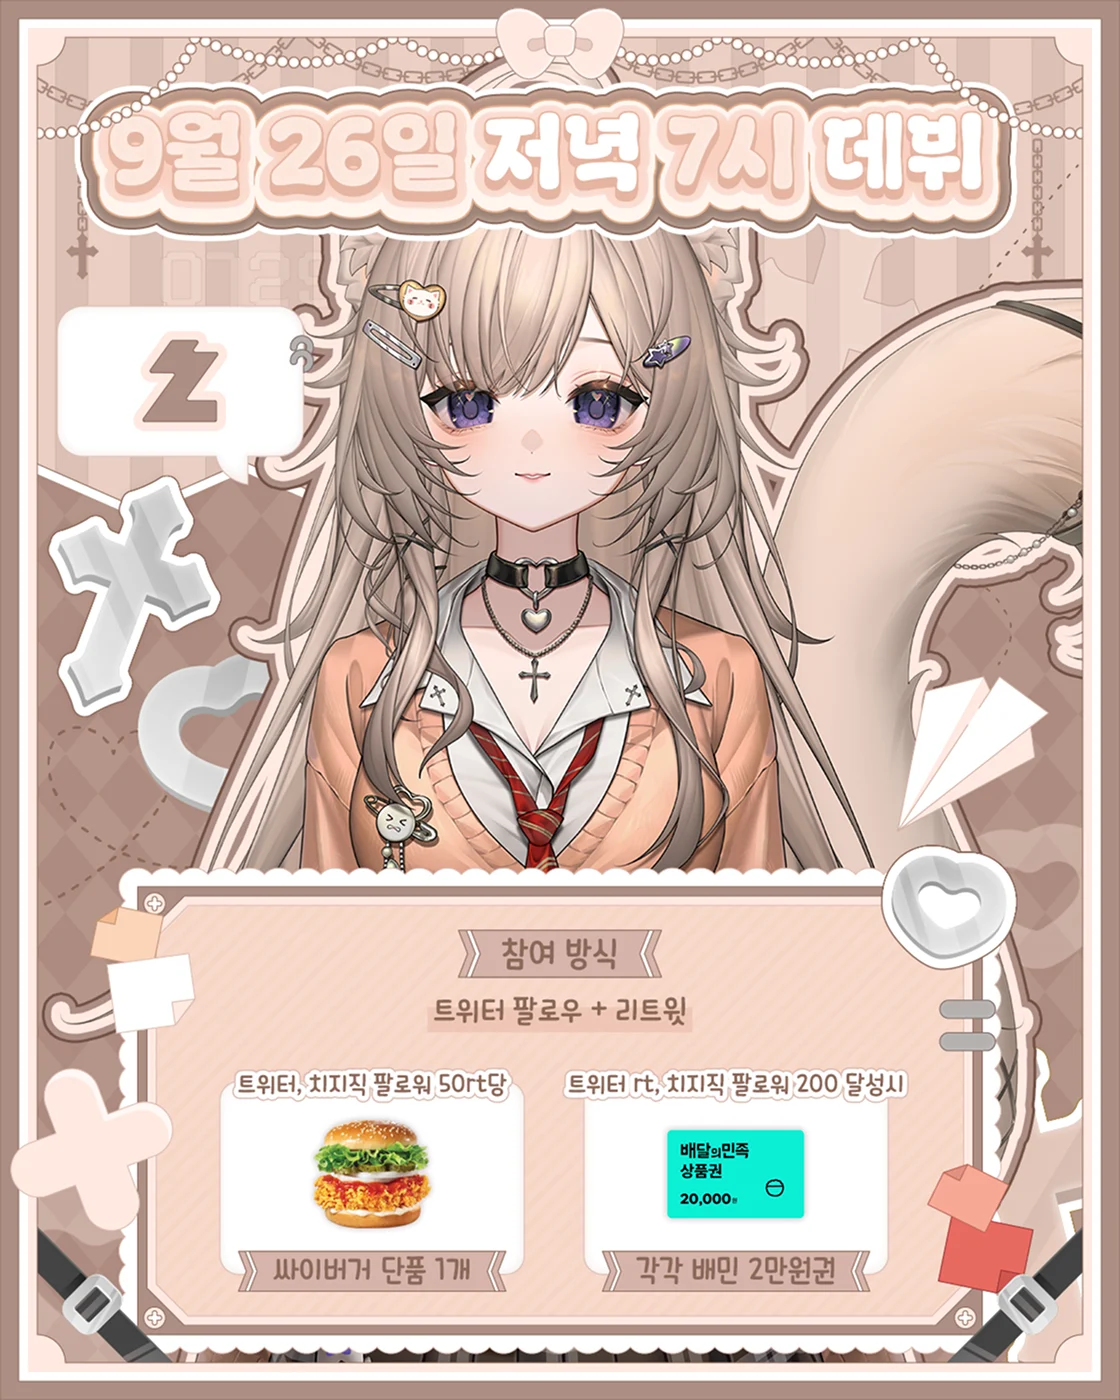 9월 26일 저녁 7시 데뷔
참여 방식
트위터 팔로우 + 리트윗
트위터, 치지직 팔로워 50rt당
싸이버거 단품 1개
트위터 rt, 치지직 팔로워 200 달성시
배달의민족
상품권
20,000원
각각 배민 2만원권